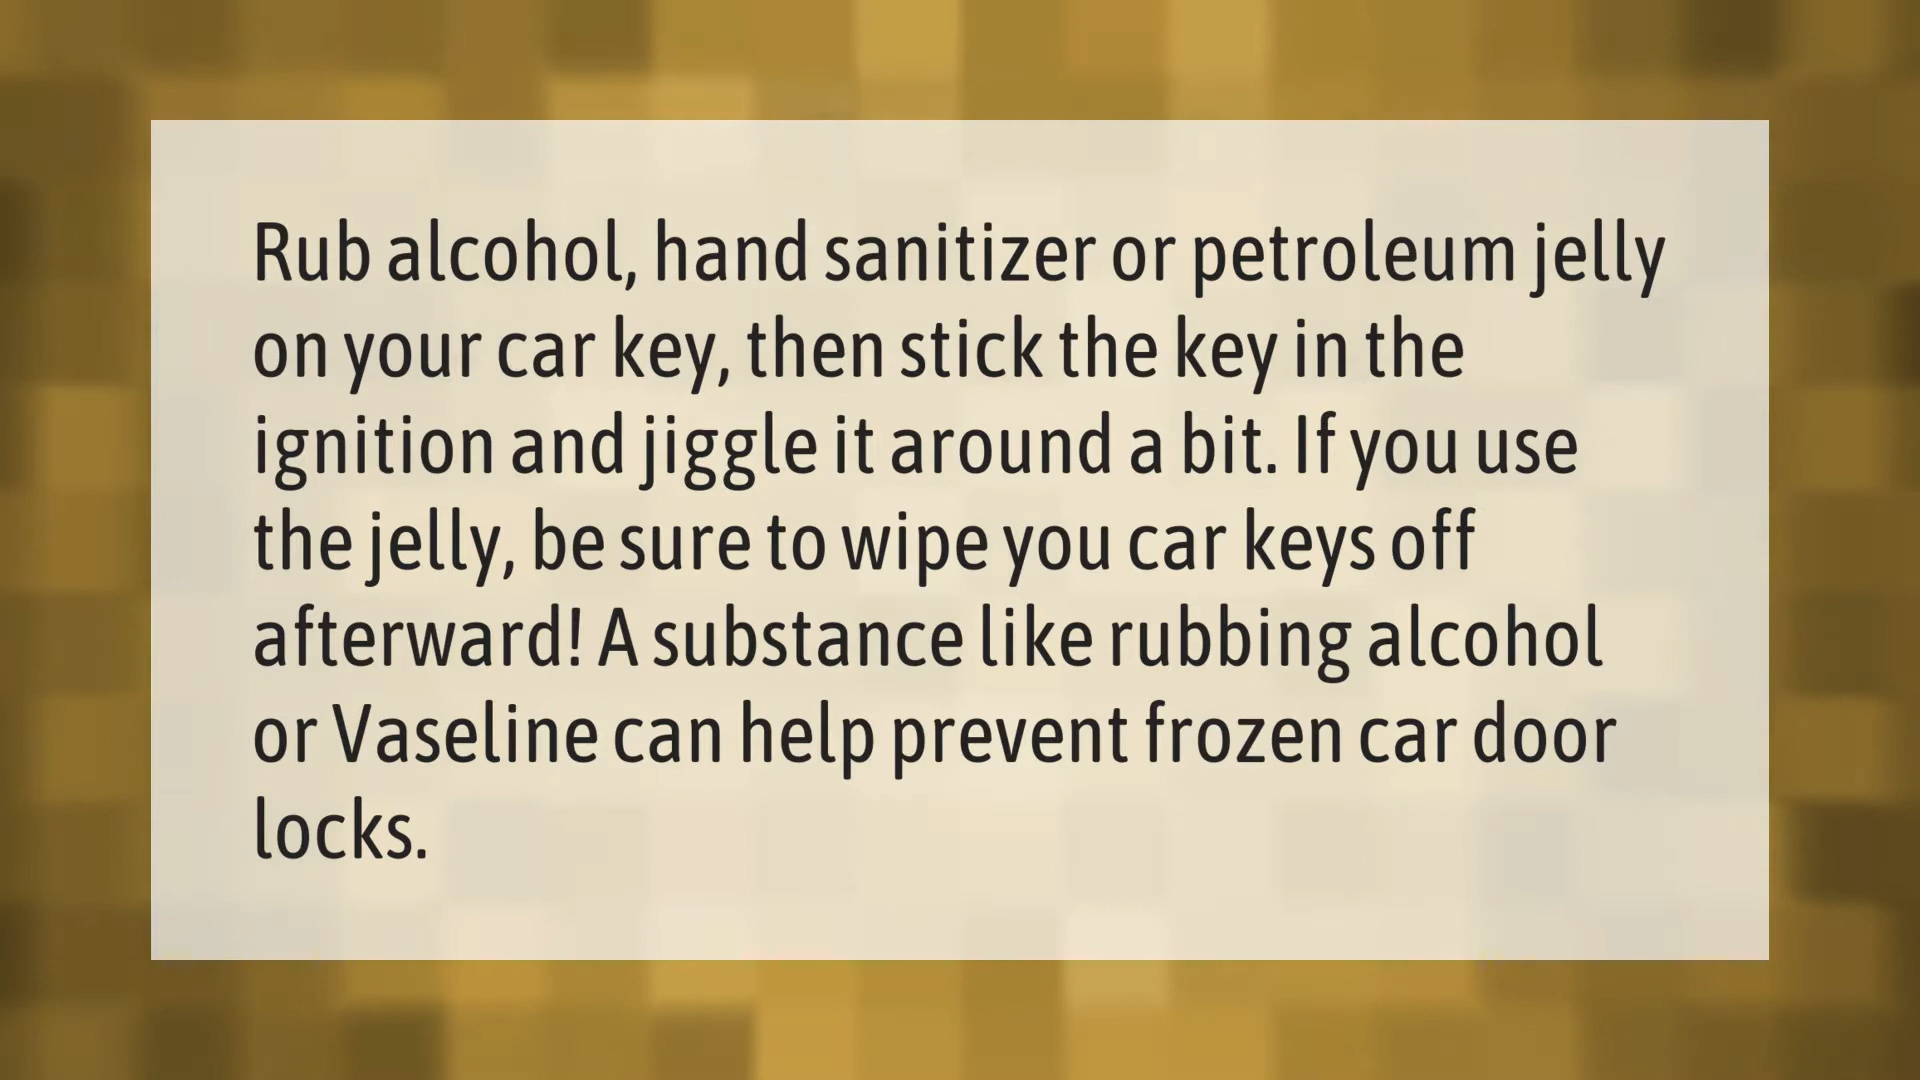 Rub alcohol, hand sanitizer or petroleum jelly
on your car key, then stick the key in the
ignition and jiggle it around a bit. If you use
the jelly, be sure to wipe you car keys off
afterward! A substance like rubbing alcohol
or Vaseline can help prevent frozen car door
locks.